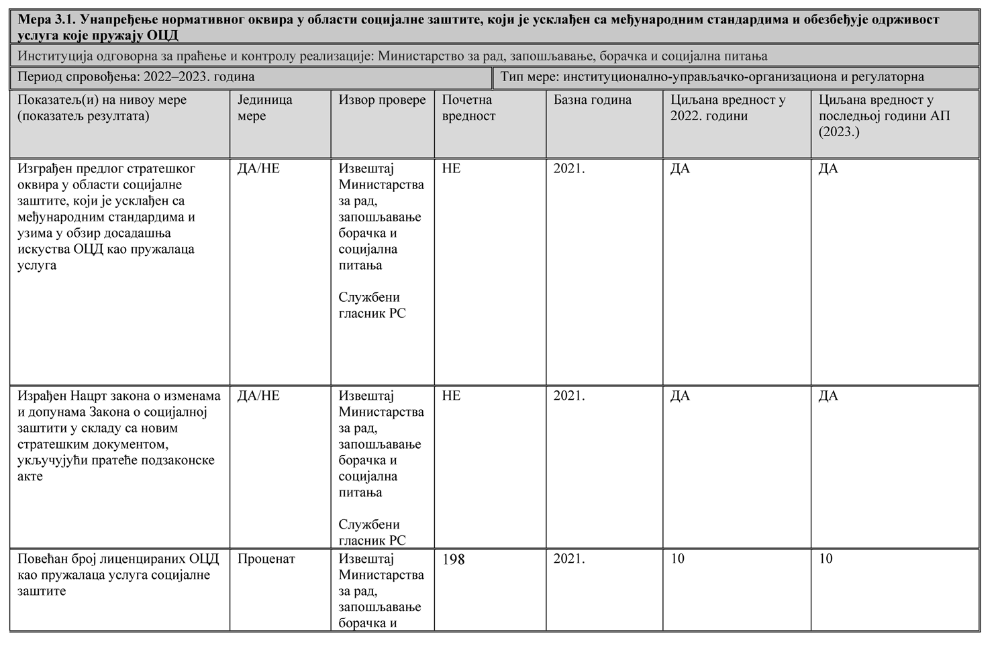 Мера 3.1. Унапређење нормативног оквира у области социјалне заштите, који је усклађен са међународним стандардима и обезбеђује одрживост
услуга које пружају ОЦД
Институција одговорна за праћење и контролу реализације: Министарство за рад, запошљавање, борачка и социјална питања
Период спровођења: 2022–2023. година
Тип мере: институционално-управљачко-организациона и регулаторна
Показатељ(и) на нивоу мере
(показатељ резултата)
Јединица
мере
Извор провере
Почетна
вредност
Базна година
Циљана вредност у
2022. години
Циљана вредност у
последњој години АП
(2023.)
Изграђен предлог стратешког
оквира у области социјалне
заштите, који је усклађен са
међународним стандардима и
узима у обзир досадашња
искуства ОЦД као пружалаца
услуга
ДА/НЕ
Извештај
Министарства
за рад,
запошљавање
борачка и
социјална
питања
Службени
гласник РС
НЕ
2021.
ДА
ДА
Израђен Нацрт закона о изменама
и допунама Закона о социјалној
заштити у складу са новим
стратешким документом,
укључујући пратеће подзаконске
акте
ДА/НЕ
Извештај
Министарства
за рад,
запошљавање
борачка и
социјална
питања
Службени
гласник РС
НЕ
2021.
ДА
ДА
Повећан број лиценцираних ОЦД
као пружалаца услуга социјалне
заштите
Проценат
Извештај
Министарства
за рад,
запошљавање
борачка и
198
2021.
10
10